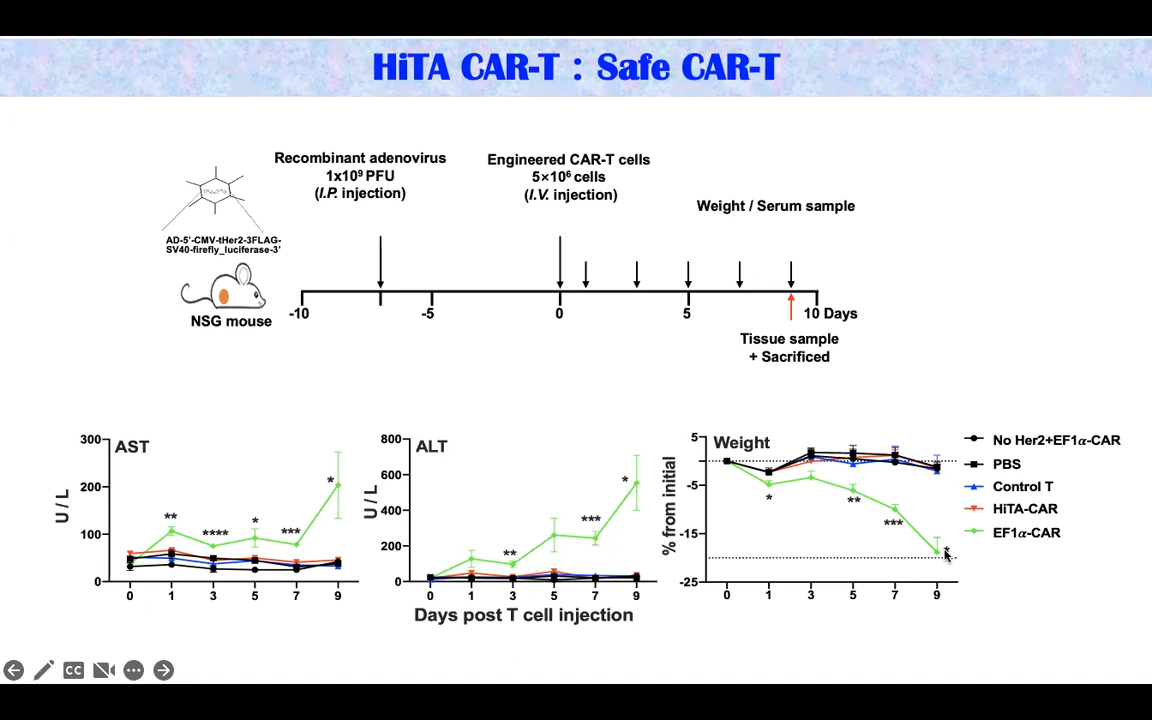 HiTA CAR-T : Safe CAR-T
Recombinant adenovirus
1x10⁹ PFU
(I.P. injection)
Engineered CAR-T cells
5×10⁶ cells
(I.V. injection)
Weight / Serum sample
AD-5'-CMV-tHer2-3FLAG-
SV40-firefly_luciferase-3'
NSG mouse
-10
-5
0
5
10 Days
Tissue sample
+ Sacrificed
AST
U / L
300
200
100
0
** **** * *** *
0 1 3 5 7 9
ALT
U / L
800
600
400
200
0
** *** *
0 1 3 5 7 9
Days post T cell injection
Weight
% from initial
5
-5
-15
-25
* ** *** *
0 1 3 5 7 9
No Her2+EF1α-CAR
PBS
Control T
HiTA-CAR
EF1α-CAR
CC